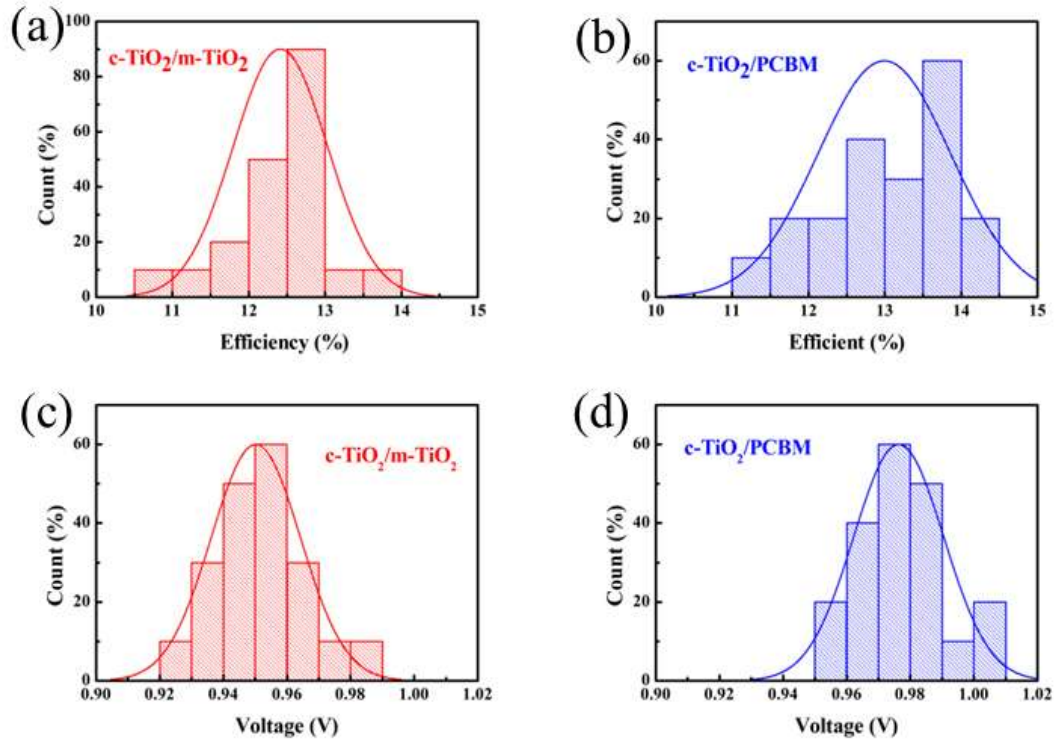 (a)
c-TiO₂/m-TiO₂
Count (%)
100
80
60
40
20
0
10 11 12 13 14 15
Efficiency (%)
(b)
c-TiO₂/PCBM
Count (%)
60
40
20
0
10 11 12 13 14 15
Efficient (%)
(c)
c-TiO₂/m-TiO₂
Count (%)
60
40
20
0
0.90 0.92 0.94 0.96 0.98 1.00 1.02
Voltage (V)
(d)
c-TiO₂/PCBM
Count (%)
60
40
20
0
0.90 0.92 0.94 0.96 0.98 1.00 1.02
Voltage (V)